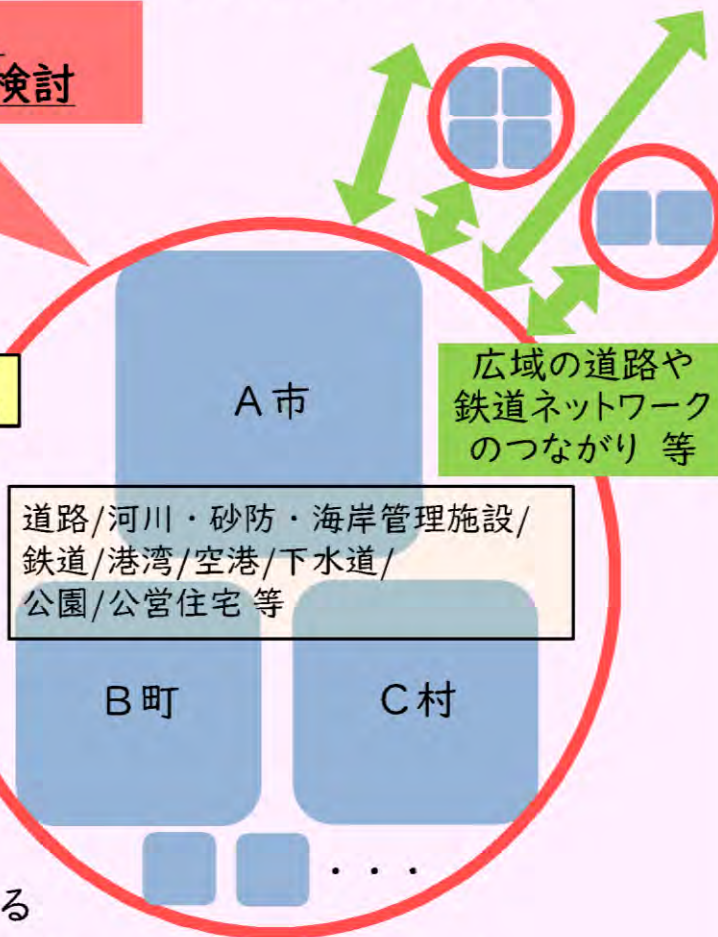 検討
広域の道路や
鉄道ネットワーク
のつながり 等
A市
道路/河川・砂防・海岸管理施設/
鉄道/港湾/空港/下水道/
公園/公営住宅 等
B町
C村
・・・
る